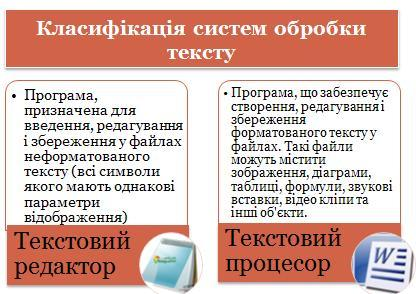 Класифікація систем обробки
тексту
• Програма,
призначена для
введення, редагування
і збереження у файлах
неформатованого
тексту (всі символи
якого мають однакові
параметри
відображення)
Текстовий
редактор
• Програма, що забезпечує
створення, редагування і
збереження
форматованого тексту у
файлах. Такі файли
можуть містити
зображення, діаграми,
таблиці, формули, звукові
вставки, відео кліпи та
інші об'єкти.
Текстовий
процесор
W